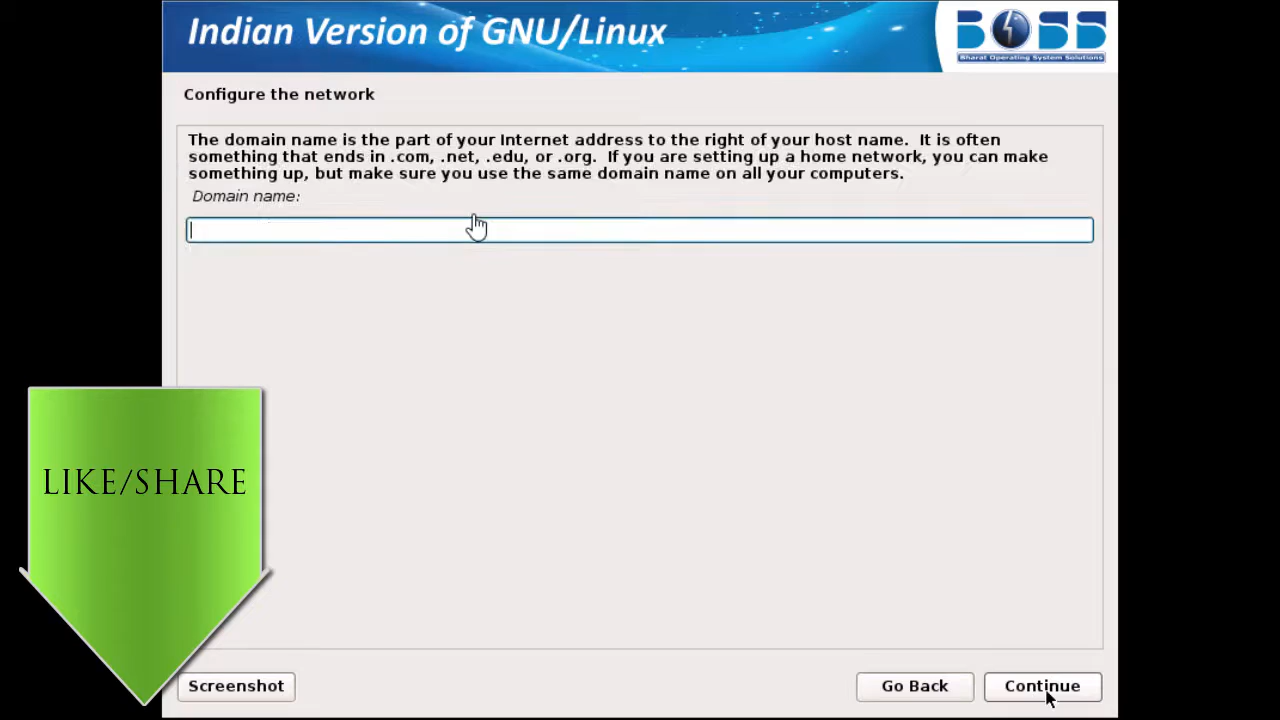 Indian Version of GNU/Linux
BOSS
Bharat Operating System Solutions
Configure the network
The domain name is the part of your Internet address to the right of your host name.  It is often
something that ends in .com, .net, .edu, or .org.  If you are setting up a home network, you can make
something up, but make sure you use the same domain name on all your computers.
Domain name:
LIKE/SHARE
Screenshot
Go Back
Continue